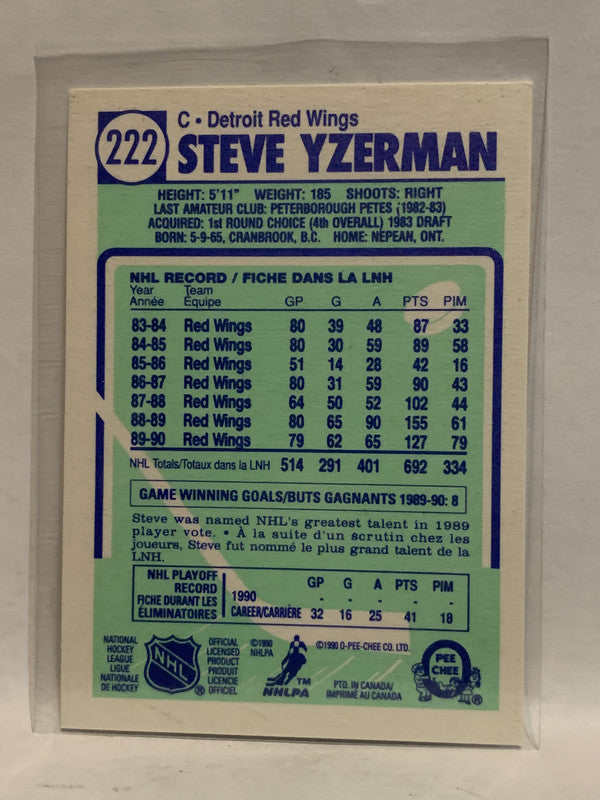 222
C • Detroit Red Wings
STEVE YZERMAN
HEIGHT: 5'11" WEIGHT: 185 SHOOTS: RIGHT
LAST AMATEUR CLUB: PETERBOROUGH PETES (1982-83)
ACQUIRED: 1st ROUND CHOICE (4th OVERALL) 1983 DRAFT
BORN: 5-9-65, CRANBROOK, B.C. HOME: NEPEAN, ONT.
NHL RECORD / FICHE DANS LA LNH
Year Team
Année Équipe GP G A PTS PIM
83-84 Red Wings 80 39 48 87 33
84-85 Red Wings 80 30 59 89 58
85-86 Red Wings 51 14 28 42 16
86-87 Red Wings 80 31 59 90 43
87-88 Red Wings 64 50 52 102 44
88-89 Red Wings 80 65 90 155 61
89-90 Red Wings 79 62 65 127 79
NHL Totals/Totaux dans la LNH 514 291 401 692 334
GAME WINNING GOALS/BUTS GAGNANTS 1989-90: 8
Steve was named NHL's greatest talent in 1989
player vote. • À la suite d'un scrutin chez les
joueurs, Steve fut nommé le plus grand talent de la
LNH.
NHL PLAYOFF
RECORD
FICHE DURANT LES
ÉLIMINATOIRES
GP G A PTS PIM
1990 - - - - -
CAREER/CARRIÈRE 32 16 25 41 18
NATIONAL
HOCKEY
LEAGUE
LIGUE
NATIONALE
DE HOCKEY
NHL
®
OFFICIAL
LICENSED
PRODUCT
PRODUIT
LICENCIE
OFFICIEL
©1990
NHLPA
TM
NHLPA
©1990 O-PEE-CHEE CO. LTD.
PTD. IN CANADA/
IMPRIMÉ AU CANADA
O
PEE
CHEE
®